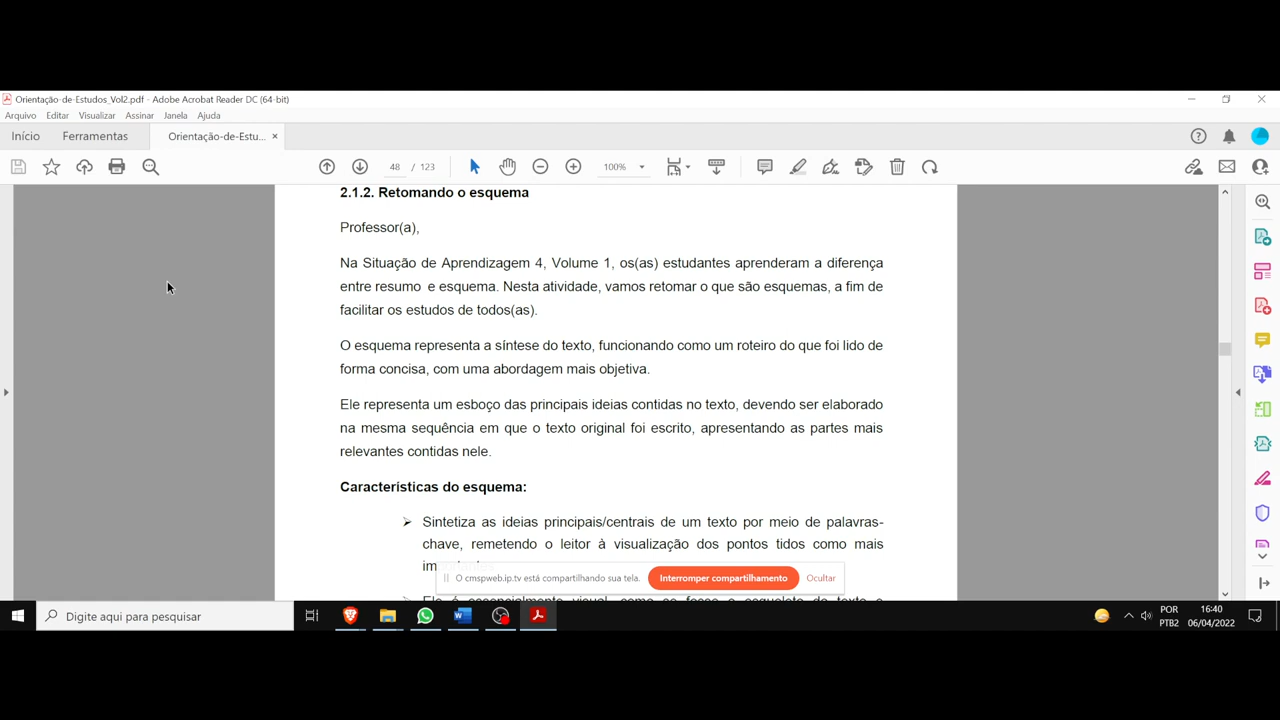 Orientação-de-Estudos_Vol2.pdf - Adobe Acrobat Reader DC (64-bit)
Arquivo Editar Visualizar Assinar Janela Ajuda
Início Ferramentas Orientação-de-Estu... ×
48 / 123 100%
2.1.2. Retomando o esquema
Professor(a),
Na Situação de Aprendizagem 4, Volume 1, os(as) estudantes aprenderam a diferença
entre resumo e esquema. Nesta atividade, vamos retomar o que são esquemas, a fim de
facilitar os estudos de todos(as).
O esquema representa a síntese do texto, funcionando como um roteiro do que foi lido de
forma concisa, com uma abordagem mais objetiva.
Ele representa um esboço das principais ideias contidas no texto, devendo ser elaborado
na mesma sequência em que o texto original foi escrito, apresentando as partes mais
relevantes contidas nele.
Características do esquema:
Sintetiza as ideias principais/centrais de um texto por meio de palavras-
chave, remetendo o leitor à visualização dos pontos tidos como mais
O cmspweb.ip.tv está compartilhando sua tela. Interromper compartilhamento Ocultar
Digite aqui para pesquisar
POR 16:40
PTB2 06/04/2022